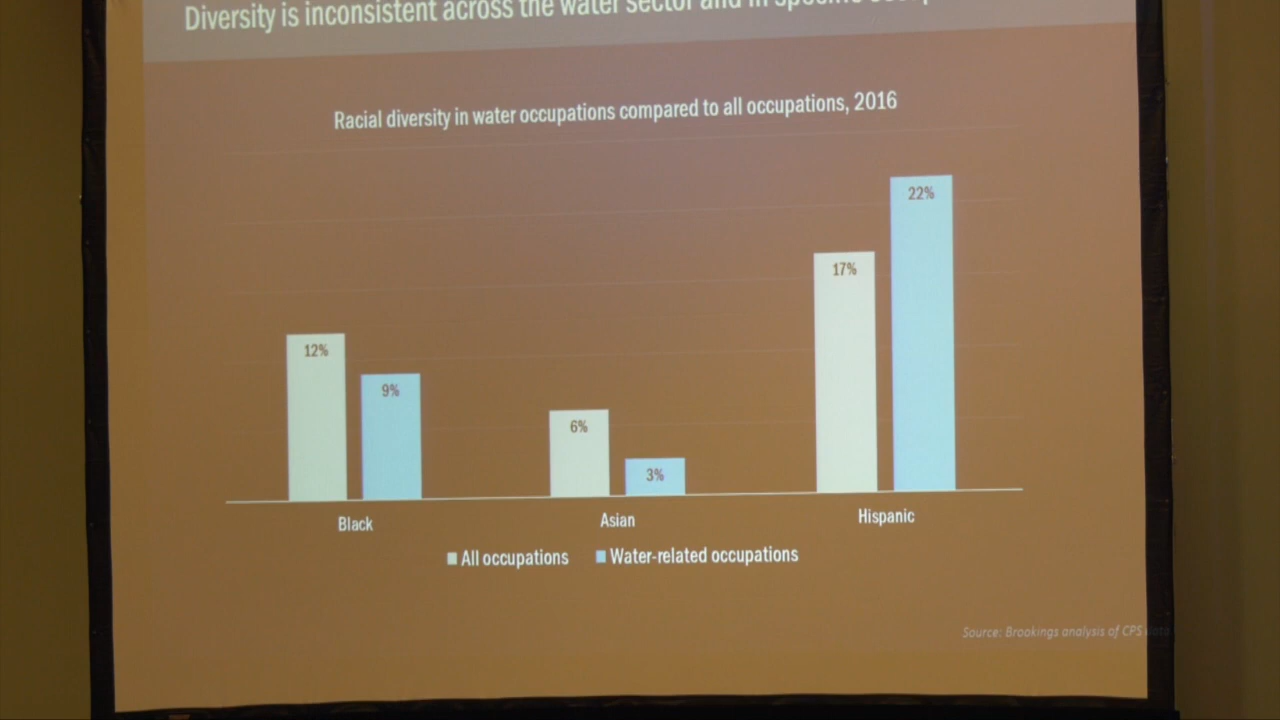 Diversity is inconsistent across the water sector and in specific
Racial diversity in water occupations compared to all occupations, 2016
22%
17%
12%
9%
6%
3%
Black Asian Hispanic
All occupations Water-related occupations
Source: Brookings analysis of CPS data